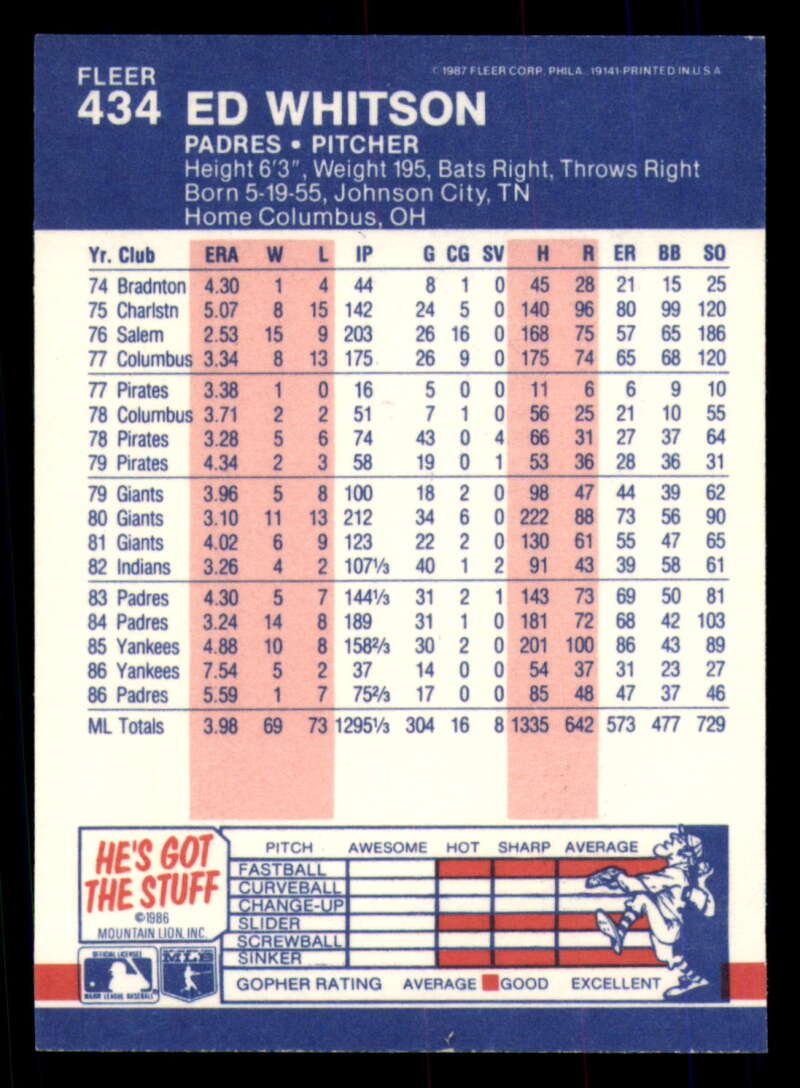 FLEER
434 ED WHITSON
© 1987 FLEER CORP. PHILA. 19141-PRINTED IN U S A
PADRES • PITCHER
Height 6'3", Weight 195, Bats Right, Throws Right
Born 5-19-55, Johnson City, TN
Home Columbus, OH
Yr. Club ERA W L IP G CG SV H R ER BB SO
74 Bradnton 4.30 1 4 44 8 1 0 45 28 21 15 25
75 Charlstn 5.07 8 15 142 24 5 0 140 96 80 99 120
76 Salem 2.53 15 9 203 26 16 0 168 75 57 65 186
77 Columbus 3.34 8 13 175 26 9 0 175 74 65 68 120
77 Pirates 3.38 1 0 16 5 0 0 11 6 6 9 10
78 Columbus 3.71 2 2 51 7 1 0 56 25 21 10 55
78 Pirates 3.28 5 6 74 43 0 4 66 31 27 37 64
79 Pirates 4.34 2 3 58 19 0 1 53 36 28 36 31
79 Giants 3.96 5 8 100 18 2 0 98 47 44 39 62
80 Giants 3.10 11 13 212 34 6 0 222 88 73 56 90
81 Giants 4.02 6 9 123 22 2 0 130 61 55 47 65
82 Indians 3.26 4 2 107⅓ 40 1 2 91 43 39 58 61
83 Padres 4.30 5 7 144⅓ 31 2 1 143 73 69 50 81
84 Padres 3.24 14 8 189 31 1 0 181 72 68 42 103
85 Yankees 4.88 10 8 158⅔ 30 2 0 201 100 86 43 89
86 Yankees 7.54 5 2 37 14 0 0 54 37 31 23 27
86 Padres 5.59 1 7 75⅔ 17 0 0 85 48 47 37 46
ML Totals 3.98 69 73 1295⅓ 304 16 8 1335 642 573 477 729
HE'S GOT
THE STUFF
©1986
MOUNTAIN LION, INC.
OFFICIAL LICENSEE
MAJOR LEAGUE BASEBALL
MLB
PITCH AWESOME HOT SHARP AVERAGE
FASTBALL
CURVEBALL
CHANGE-UP
SLIDER
SCREWBALL
SINKER
GOPHER RATING AVERAGE GOOD EXCELLENT